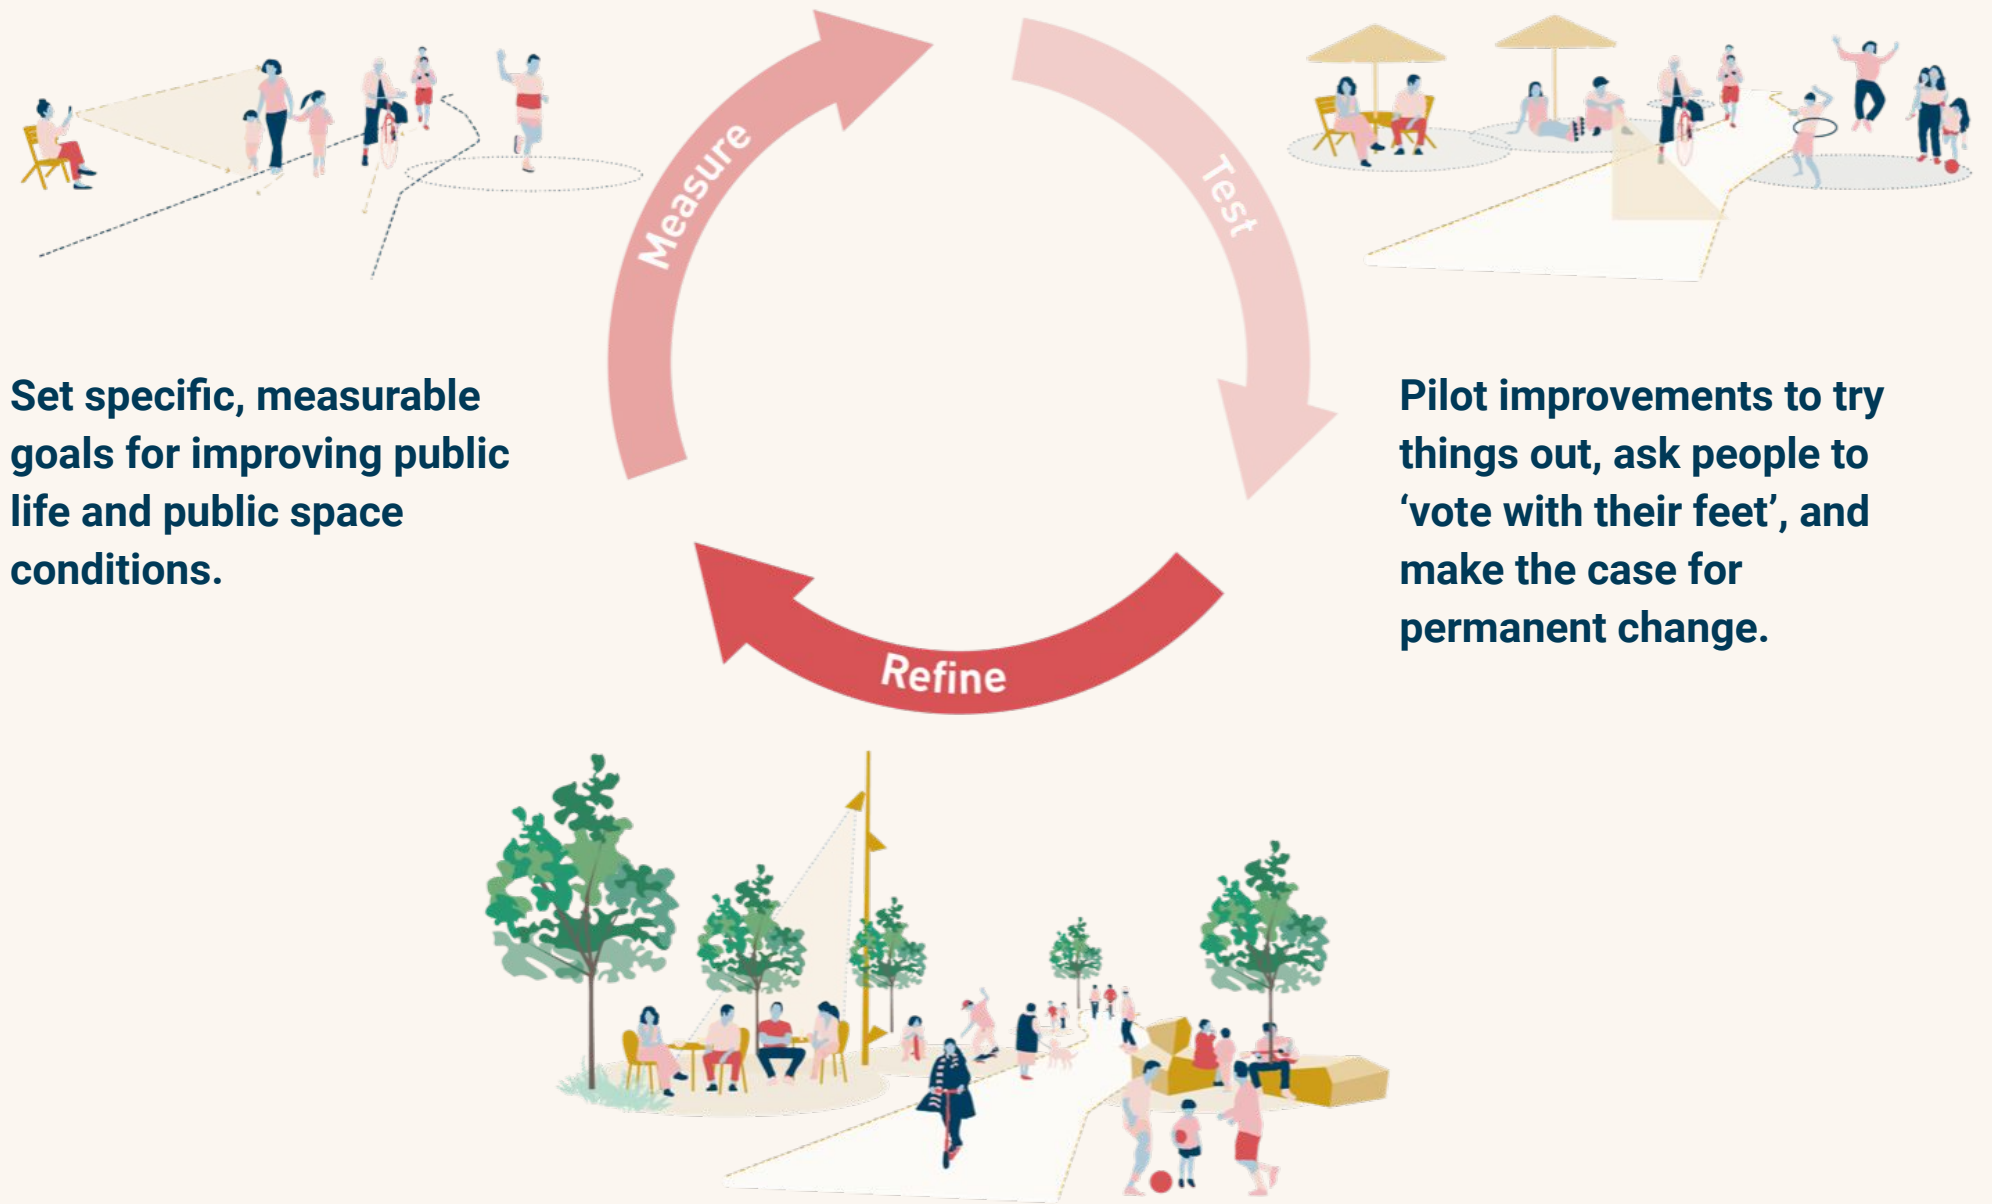 Measure
Test
Set specific, measurable
goals for improving public
life and public space
conditions.
Pilot improvements to try
things out, ask people to
‘vote with their feet’, and
make the case for
permanent change.
Refine